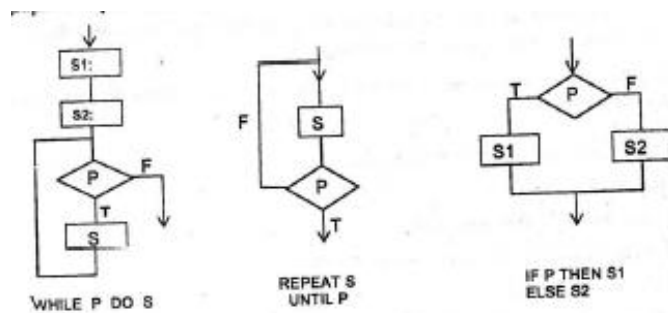 S1:
S2:
P
F
T
S
WHILE P DO S
F
S
P
T
REPEAT S
UNTIL P
T
P
F
S1
S2
IF P THEN S1
ELSE S2